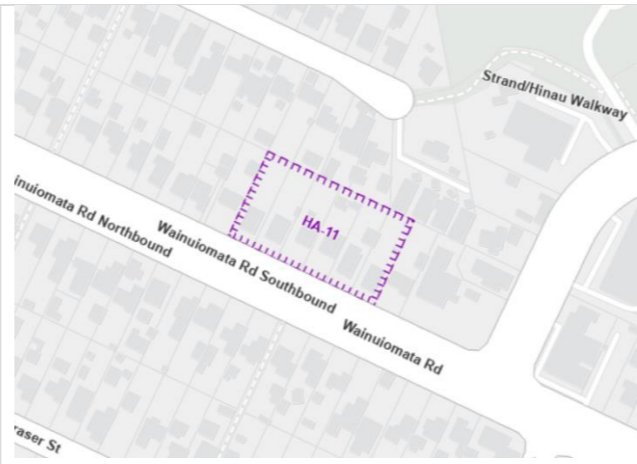 Strand/Hinau Walkway
HA-11
inuiomata Rd Northbound
Wainuiomata Rd Southbound
Wainuiomata Rd
raser St